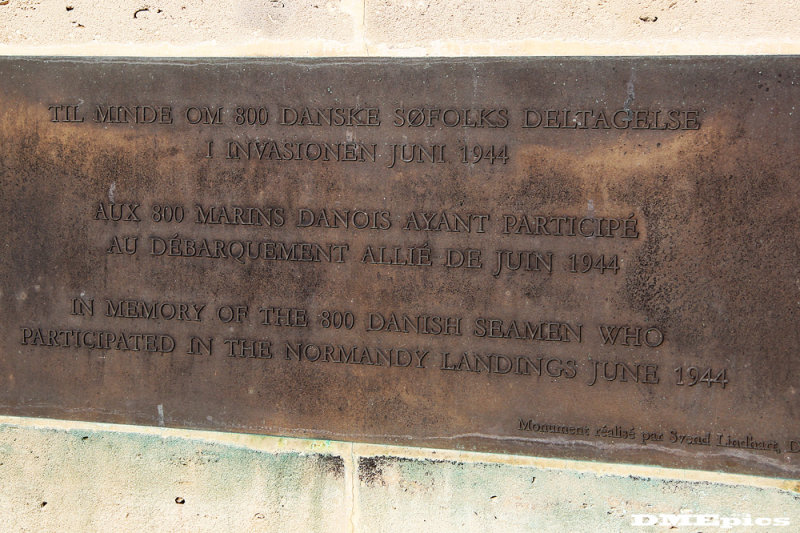 TIL MINDE OM 800 DANSKE SØFOLKS DELTAGELSE
I INVASIONEN JUNI 1944
AUX 800 MARINS DANOIS AYANT PARTICIPÉ
AU DÉBARQUEMENT ALLIÉ DE JUIN 1944
IN MEMORY OF THE 800 DANISH SEAMEN WHO
PARTICIPATED IN THE NORMANDY LANDINGS JUNE 1944
Monument réalisé par Svend Lindhart, D
DMEpics